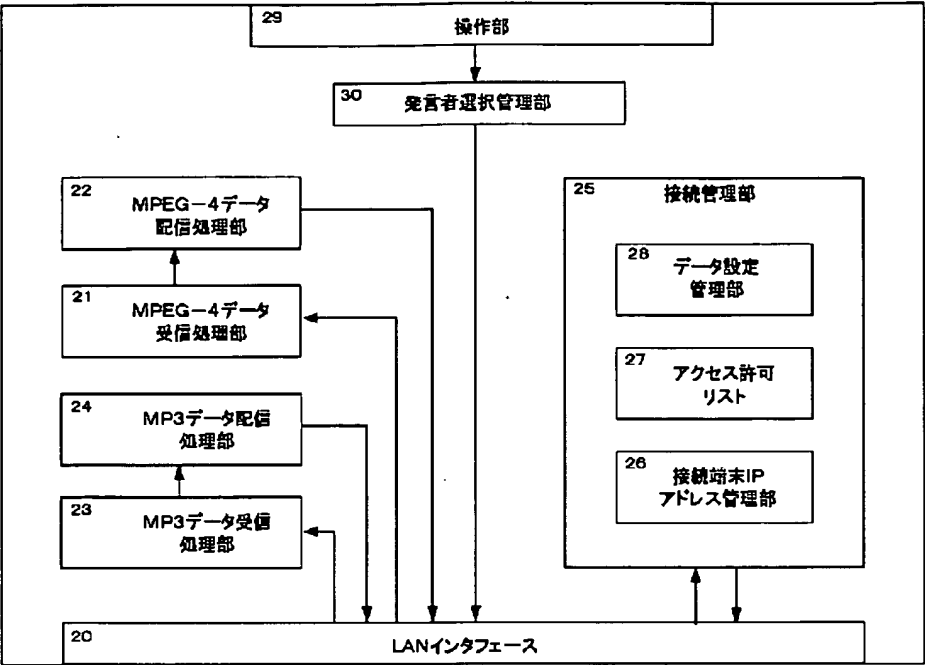 29
操作部
30
発言者選択管理部
22
MPEG-4データ
配信処理部
21
MPEG-4データ
受信処理部
24
MP3データ配信
処理部
23
MP3データ受信
処理部
25
接続管理部
28
データ設定
管理部
27
アクセス許可
リスト
26
接続端末IP
アドレス管理部
20
LANインタフェース